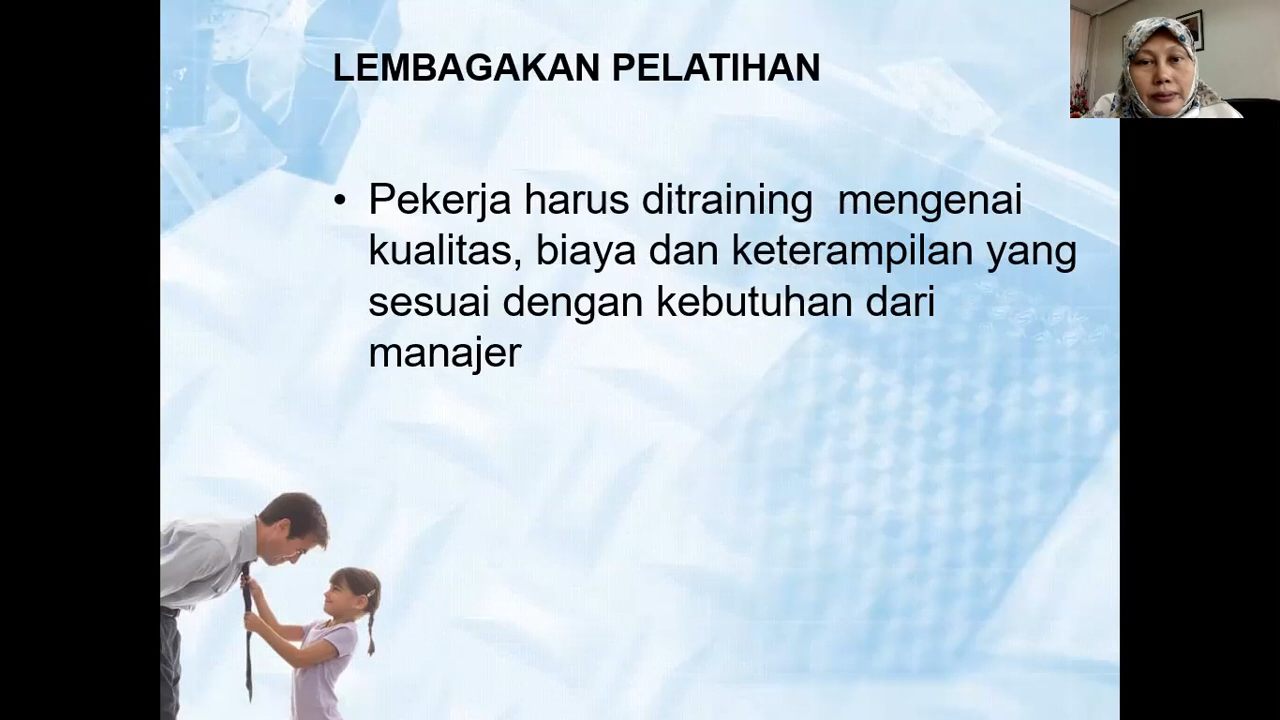 LEMBAGAKAN PELATIHAN
• Pekerja harus ditraining  mengenai
kualitas, biaya dan keterampilan yang
sesuai dengan kebutuhan dari
manajer